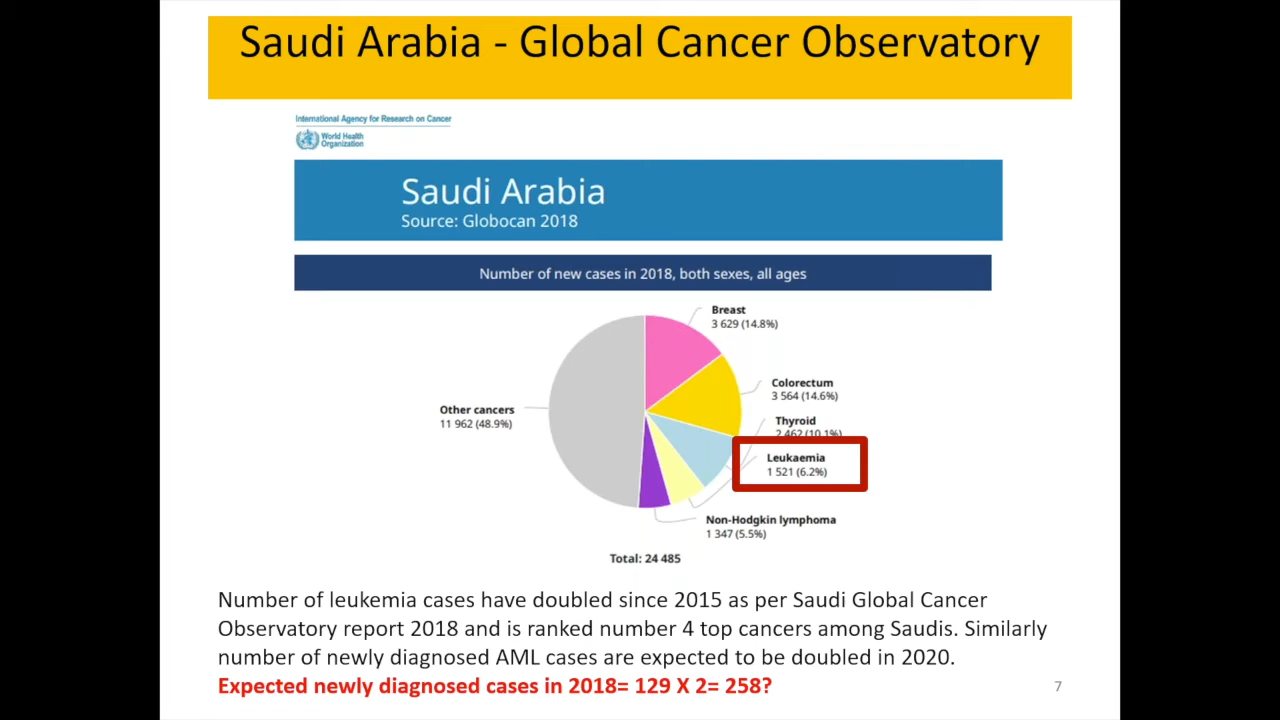 Saudi Arabia - Global Cancer Observatory
International Agency for Research on Cancer
World Health
Organization
Saudi Arabia
Source: Globocan 2018
Number of new cases in 2018, both sexes, all ages
Breast
3 629 (14.8%)
Colorectum
3 564 (14.6%)
Thyroid
2 462 (10.1%)
Leukaemia
1 521 (6.2%)
Non-Hodgkin lymphoma
1 347 (5.5%)
Other cancers
11 962 (48.9%)
Total: 24 485
Number of leukemia cases have doubled since 2015 as per Saudi Global Cancer
Observatory report 2018 and is ranked number 4 top cancers among Saudis. Similarly
number of newly diagnosed AML cases are expected to be doubled in 2020.
Expected newly diagnosed cases in 2018= 129 X 2= 258?
7